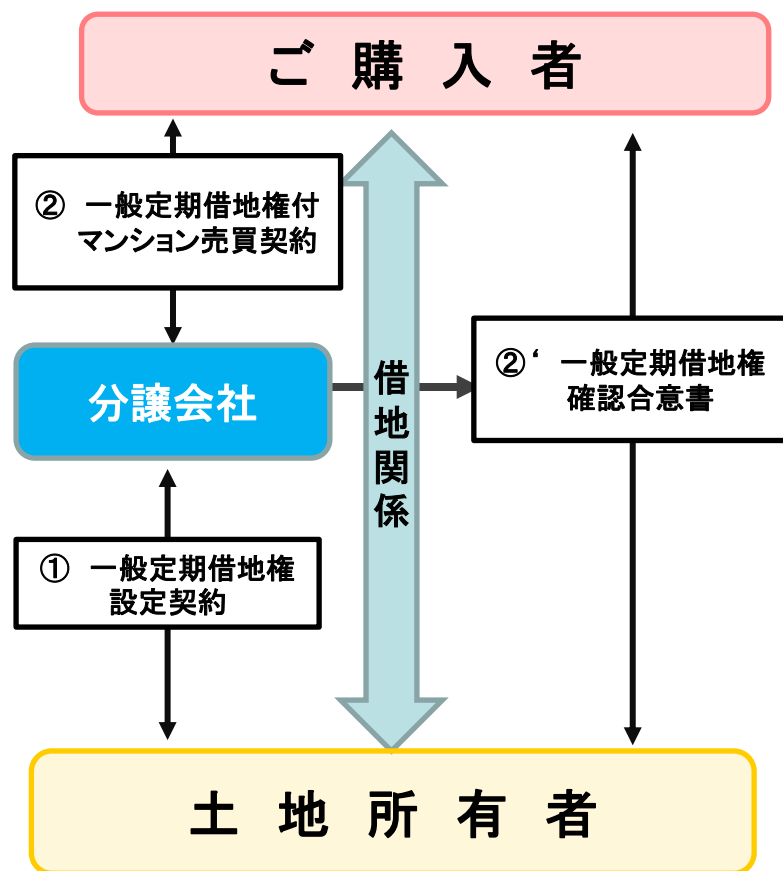 ご 購 入 者
② 一般定期借地権付
マンション売買契約
分譲会社
借地関係
②‘ 一般定期借地権
確認合意書
① 一般定期借地権
設定契約
土 地 所 有 者